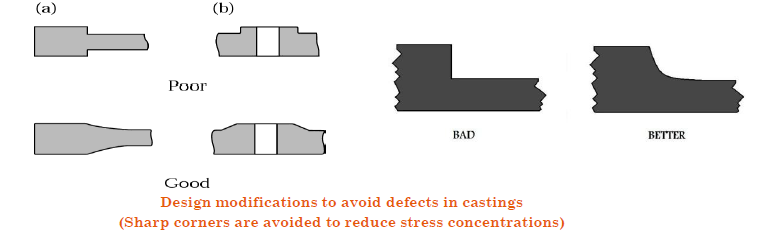 (a)
(b)
Poor
Good
BAD
BETTER
Design modifications to avoid defects in castings
(Sharp corners are avoided to reduce stress concentrations)